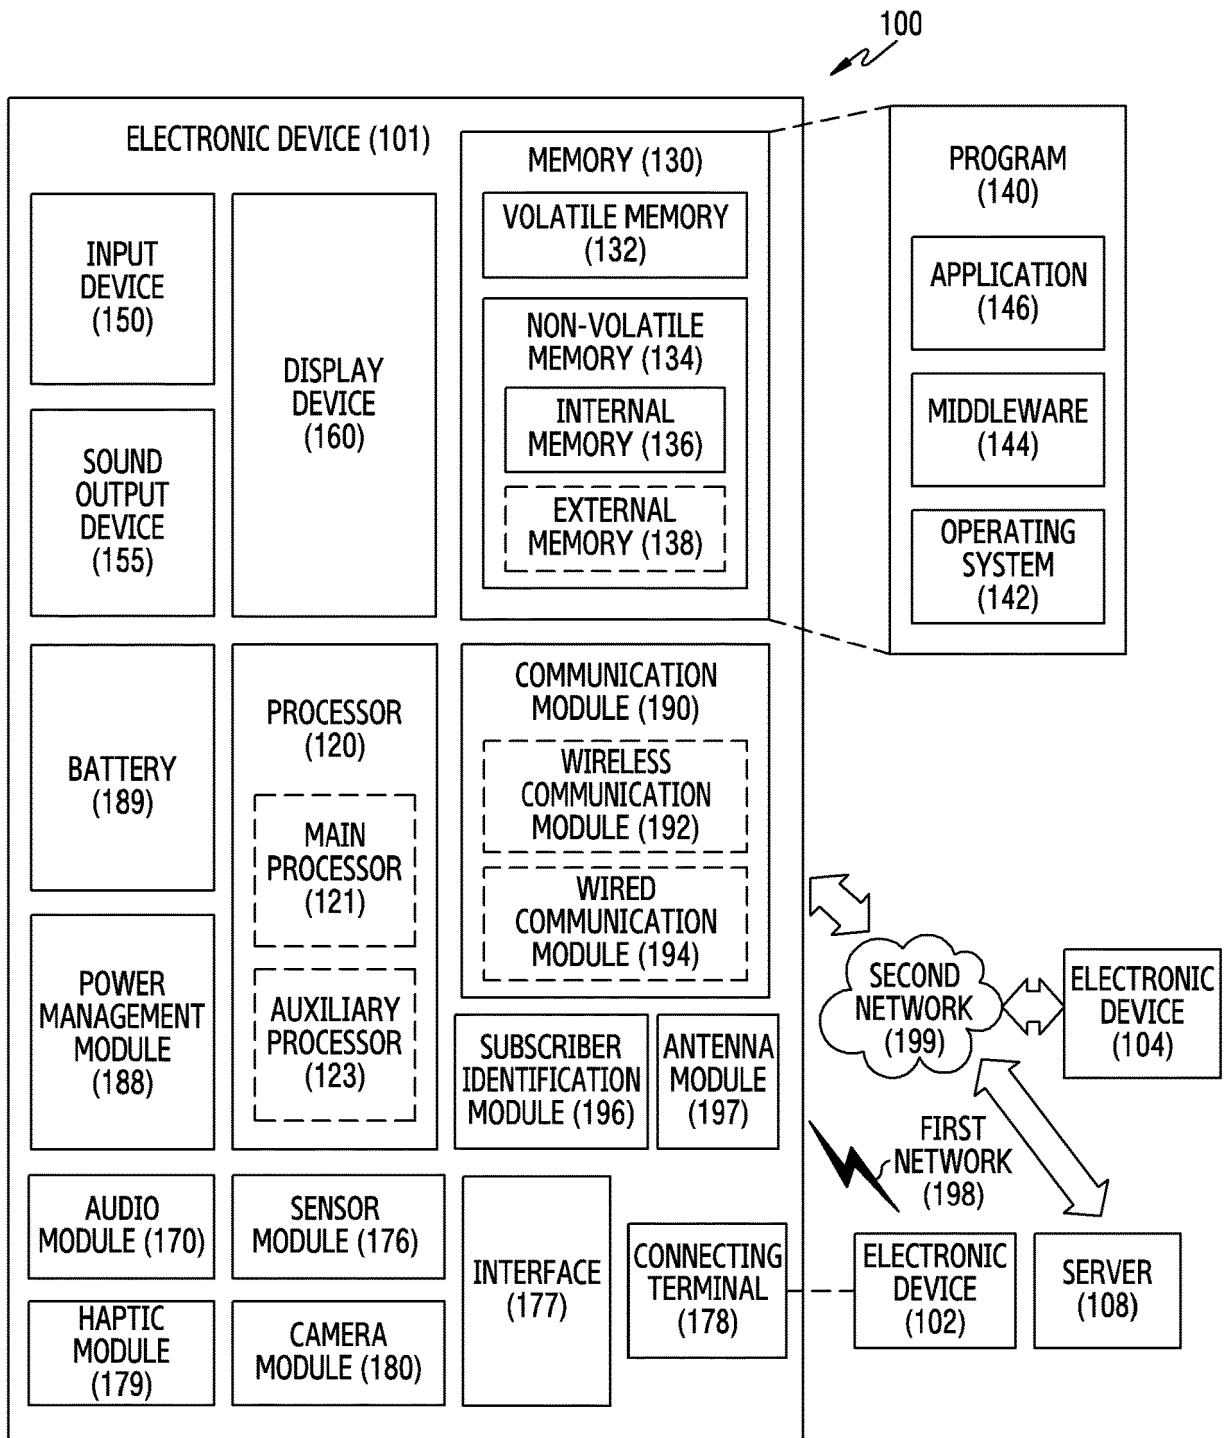 100
ELECTRONIC DEVICE (101)
INPUT
DEVICE
(150)
SOUND
OUTPUT
DEVICE
(155)
DISPLAY
DEVICE
(160)
MEMORY (130)
VOLATILE MEMORY
(132)
NON-VOLATILE
MEMORY (134)
INTERNAL
MEMORY (136)
EXTERNAL
MEMORY (138)
PROGRAM
(140)
APPLICATION
(146)
MIDDLEWARE
(144)
OPERATING
SYSTEM
(142)
BATTERY
(189)
POWER
MANAGEMENT
MODULE
(188)
PROCESSOR
(120)
MAIN
PROCESSOR
(121)
AUXILIARY
PROCESSOR
(123)
COMMUNICATION
MODULE (190)
WIRELESS
COMMUNICATION
MODULE (192)
WIRED
COMMUNICATION
MODULE (194)
SUBSCRIBER
IDENTIFICATION
MODULE (196)
ANTENNA
MODULE
(197)
SECOND
NETWORK
(199)
ELECTRONIC
DEVICE
(104)
FIRST
NETWORK
(198)
AUDIO
MODULE (170)
SENSOR
MODULE (176)
INTERFACE
(177)
CONNECTING
TERMINAL
(178)
ELECTRONIC
DEVICE
(102)
SERVER
(108)
HAPTIC
MODULE
(179)
CAMERA
MODULE (180)